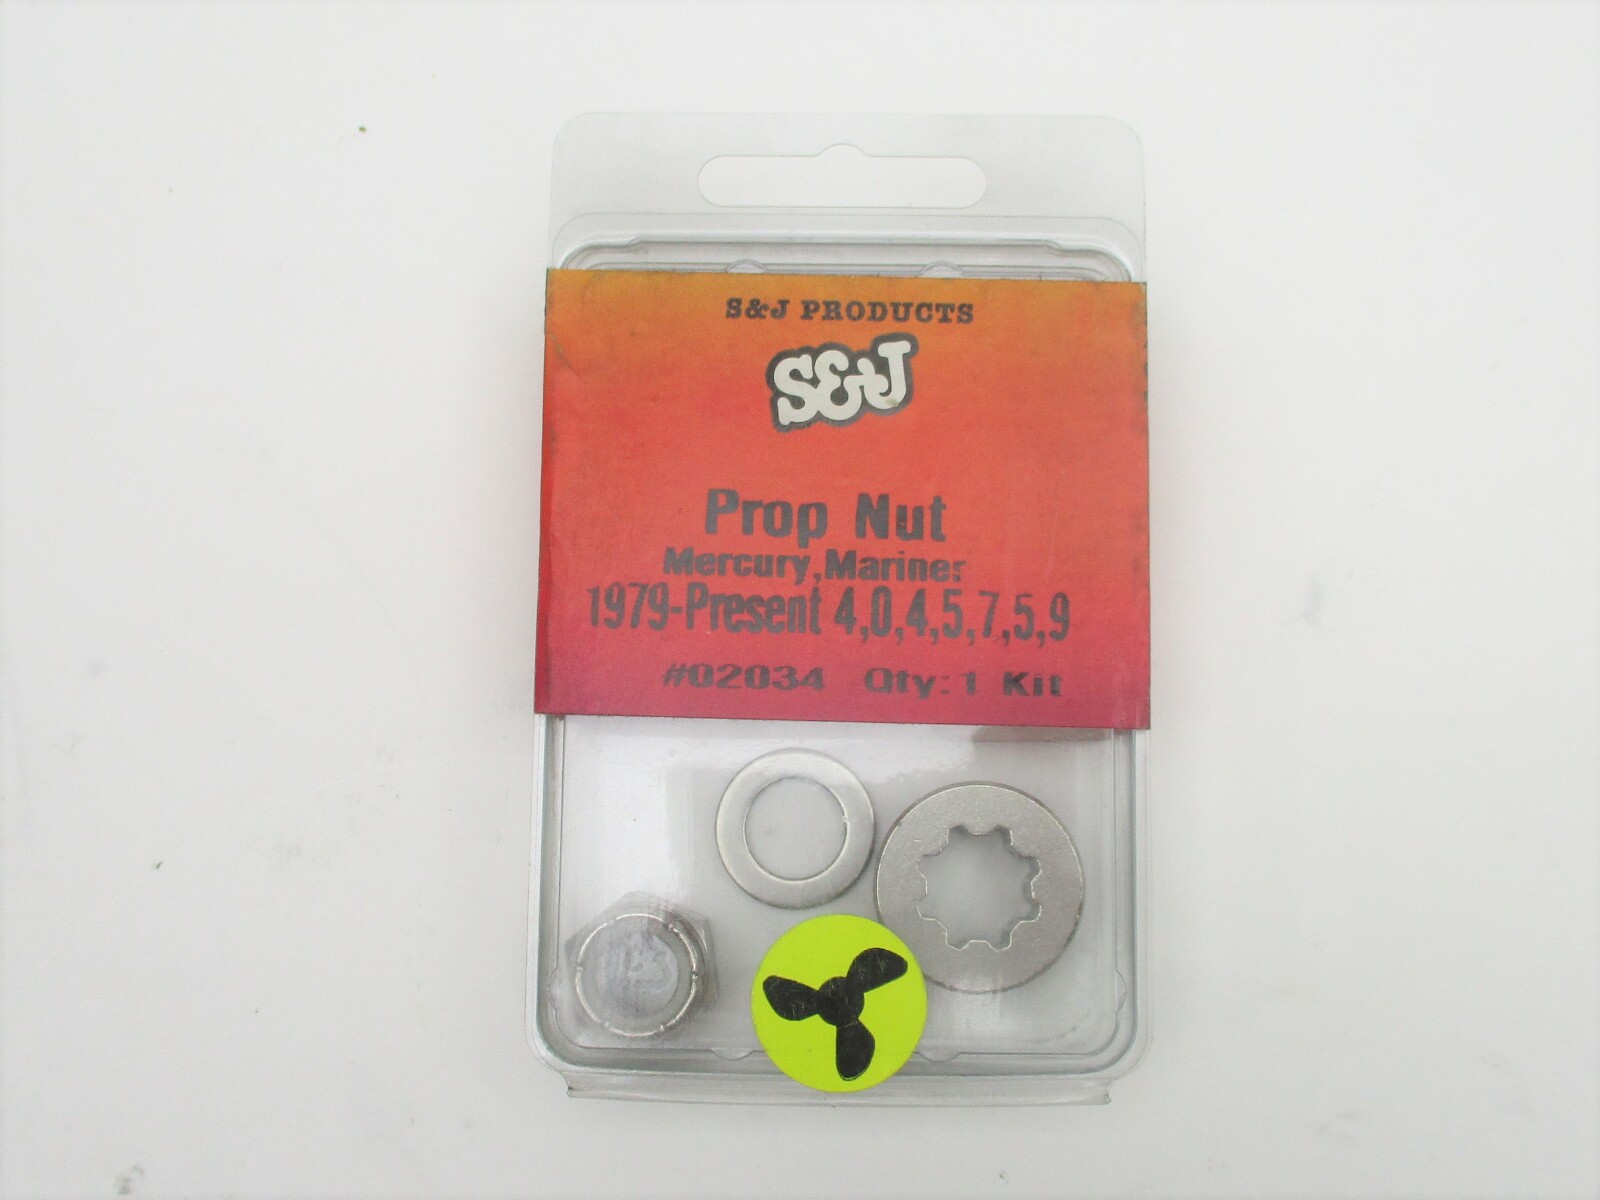 S&J PRODUCTS
S&J
Prop Nut
Mercury,Mariner
1979-Present 4,0,4,5,7,5,9
#02034 Qty:1 Kit